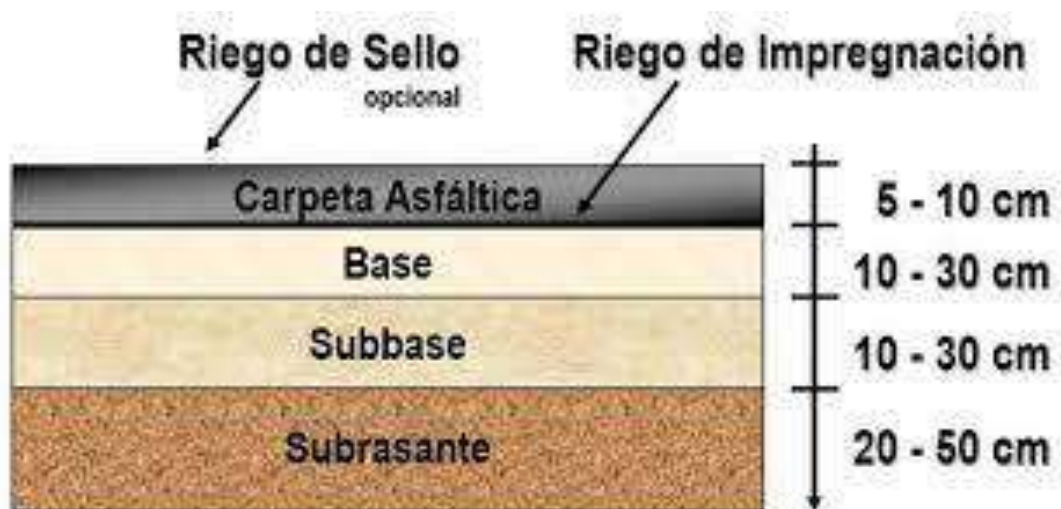 Riego de Sello
opcional
Riego de Impregnación
Carpeta Asfáltica
5 - 10 cm
Base
10 - 30 cm
Subbase
10 - 30 cm
Subrasante
20 - 50 cm